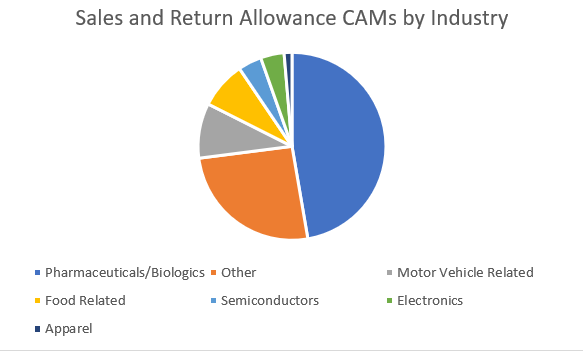 Sales and Return Allowance CAMs by Industry
Pharmaceuticals/Biologics Other Motor Vehicle Related
Food Related Semiconductors Electronics
Apparel